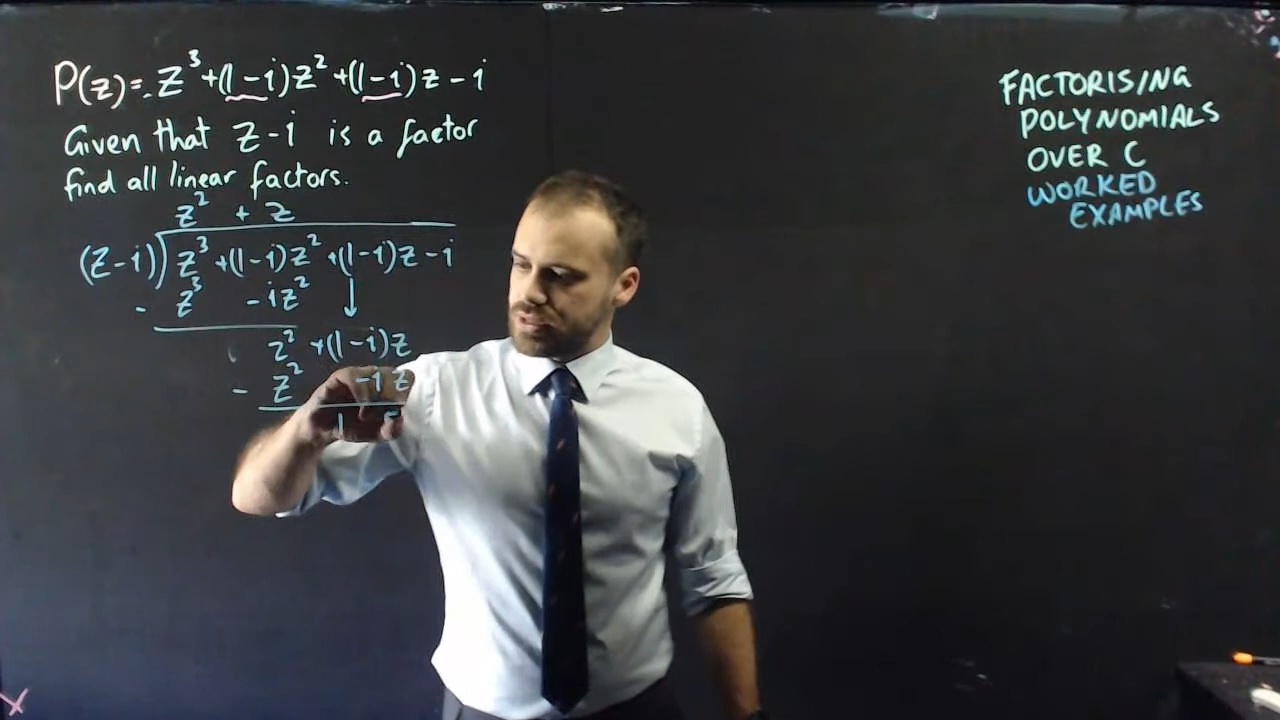 P(z) = z³ + (1-i)z² + (1-i)z - i
Given that z-i is a factor
find all linear factors.
z² + z
(z-i) z³ + (1-i)z² + (1-i)z - i
- z³ - iz²
z² + (1-i)z
- z² - iz
FACTORISING
POLYNOMIALS
OVER C
WORKED
EXAMPLES